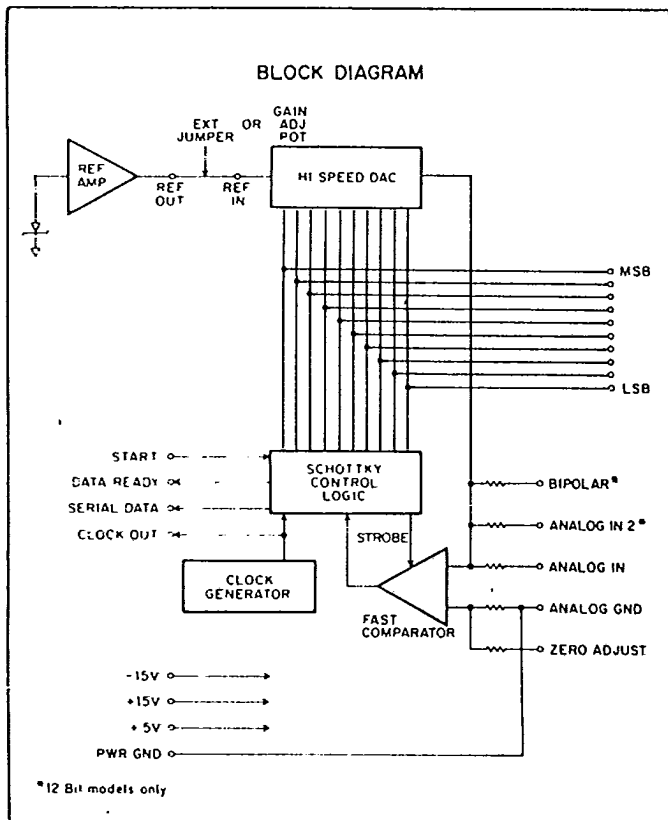 BLOCK DIAGRAM
EXT JUMPER OR GAIN ADJ POT
REF AMP
REF OUT
REF IN
HI SPEED DAC
MSB
LSB
START
DATA READY
SERIAL DATA
CLOCK OUT
SCHOTTKY
CONTROL
LOGIC
STROBE
CLOCK
GENERATOR
FAST
COMPARATOR
BIPOLAR*
ANALOG IN 2*
ANALOG IN
ANALOG GND
ZERO ADJUST
-15V
+15V
+5V
PWR GND
*12 Bit models only